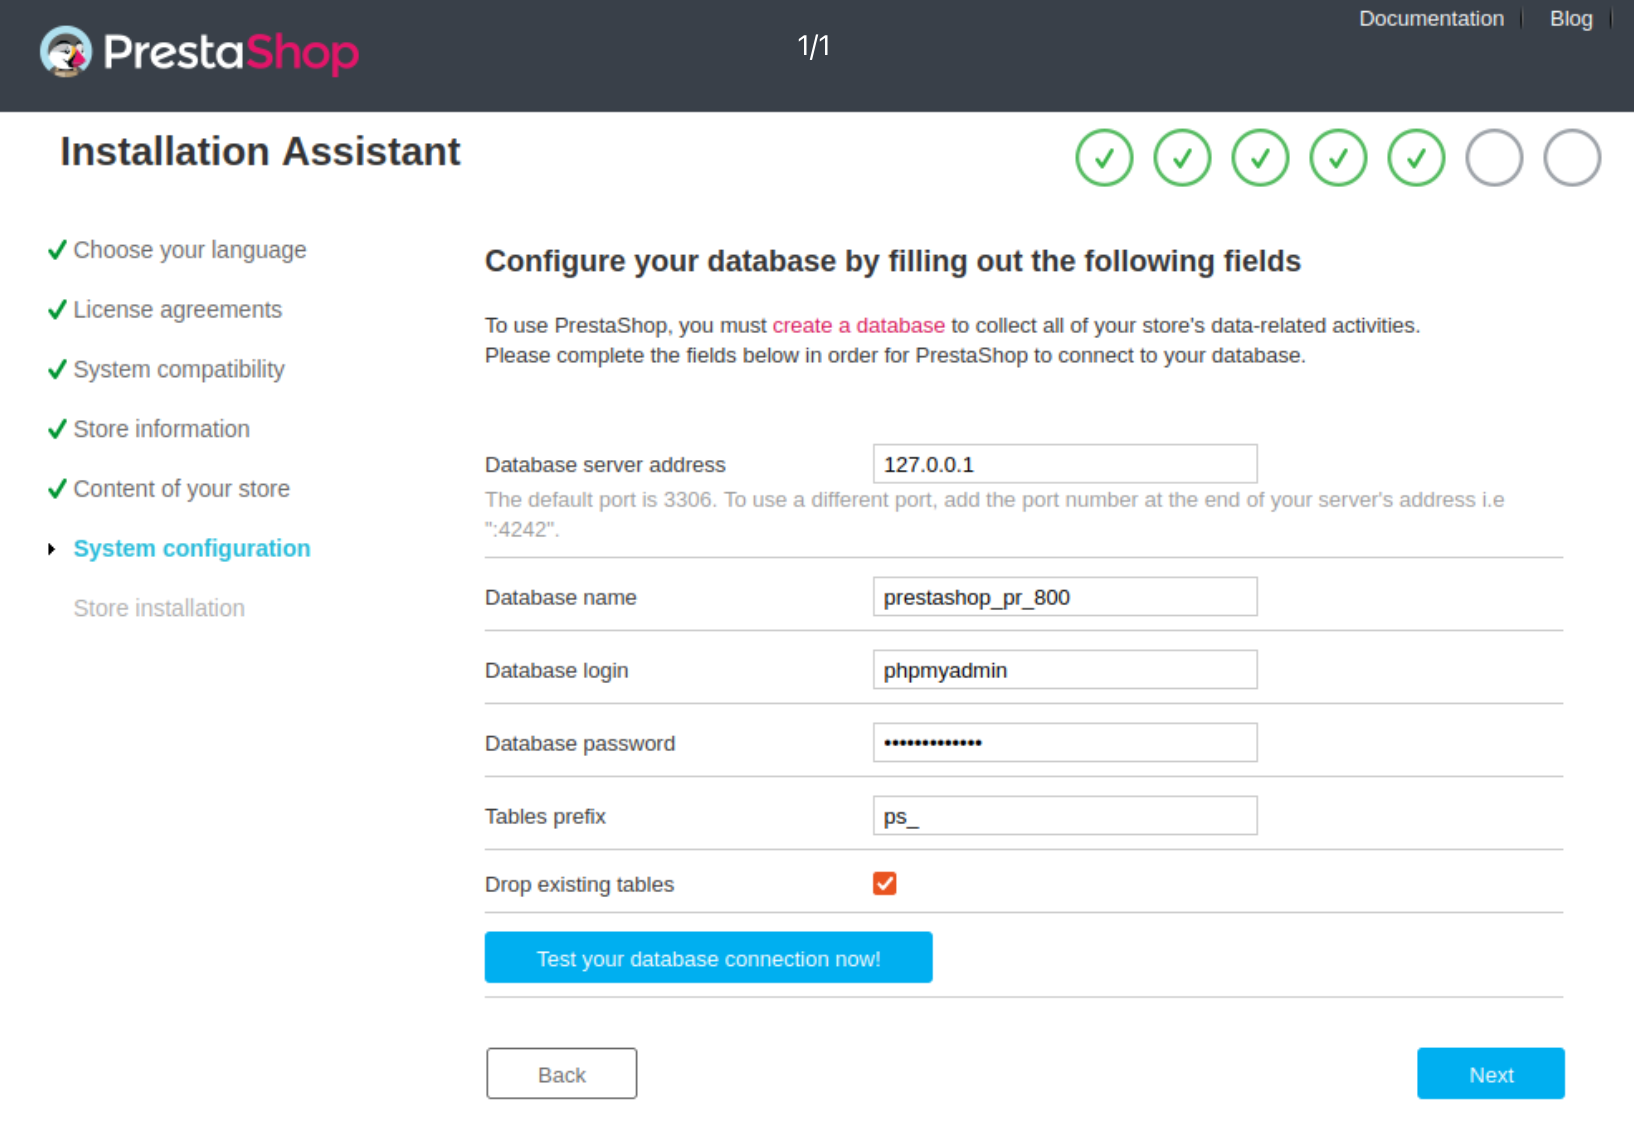 Documentation
Blog
PrestaShop
1/1
Installation Assistant
Choose your language
License agreements
System compatibility
Store information
Content of your store
System configuration
Store installation
Configure your database by filling out the following fields
To use PrestaShop, you must create a database to collect all of your store's data-related activities.
Please complete the fields below in order for PrestaShop to connect to your database.
Database server address 127.0.0.1
The default port is 3306. To use a different port, add the port number at the end of your server's address i.e
":4242".
Database name prestashop_pr_800
Database login phpmyadmin
Database password •••••••••••••
Tables prefix ps_
Drop existing tables
Test your database connection now!
Back
Next